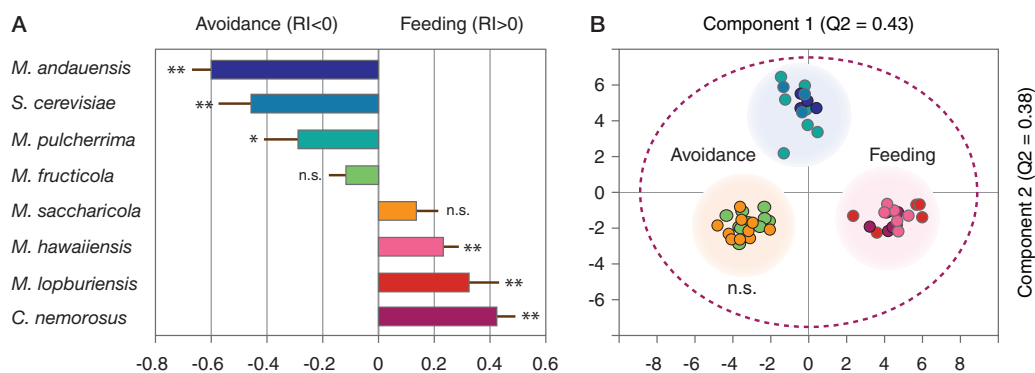 A
Avoidance (RI<0)
Feeding (RI>0)
M. andauensis
S. cerevisiae
M. pulcherrima
M. fructicola
M. saccharicola
M. hawaiiensis
M. lopburiensis
C. nemorosus
**
**
*
n.s.
n.s.
**
**
**
-0.8 -0.6 -0.4 -0.2 0 0.2 0.4 0.6
B
Component 1 (Q2 = 0.43)
Component 2 (Q2 = 0.38)
6
4
2
0
-2
-4
-6
Avoidance
Feeding
n.s.
-8 -6 -4 -2 0 2 4 6 8